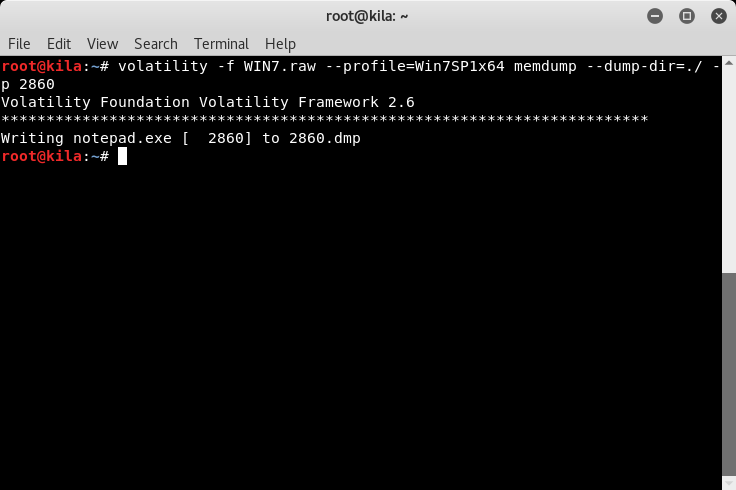 root@kila: ~
File Edit View Search Terminal Help
root@kila:~# volatility -f WIN7.raw --profile=Win7SP1x64 memdump --dump-dir=./ -
p 2860
Volatility Foundation Volatility Framework 2.6
************************************************************************
Writing notepad.exe [  2860] to 2860.dmp
root@kila:~#